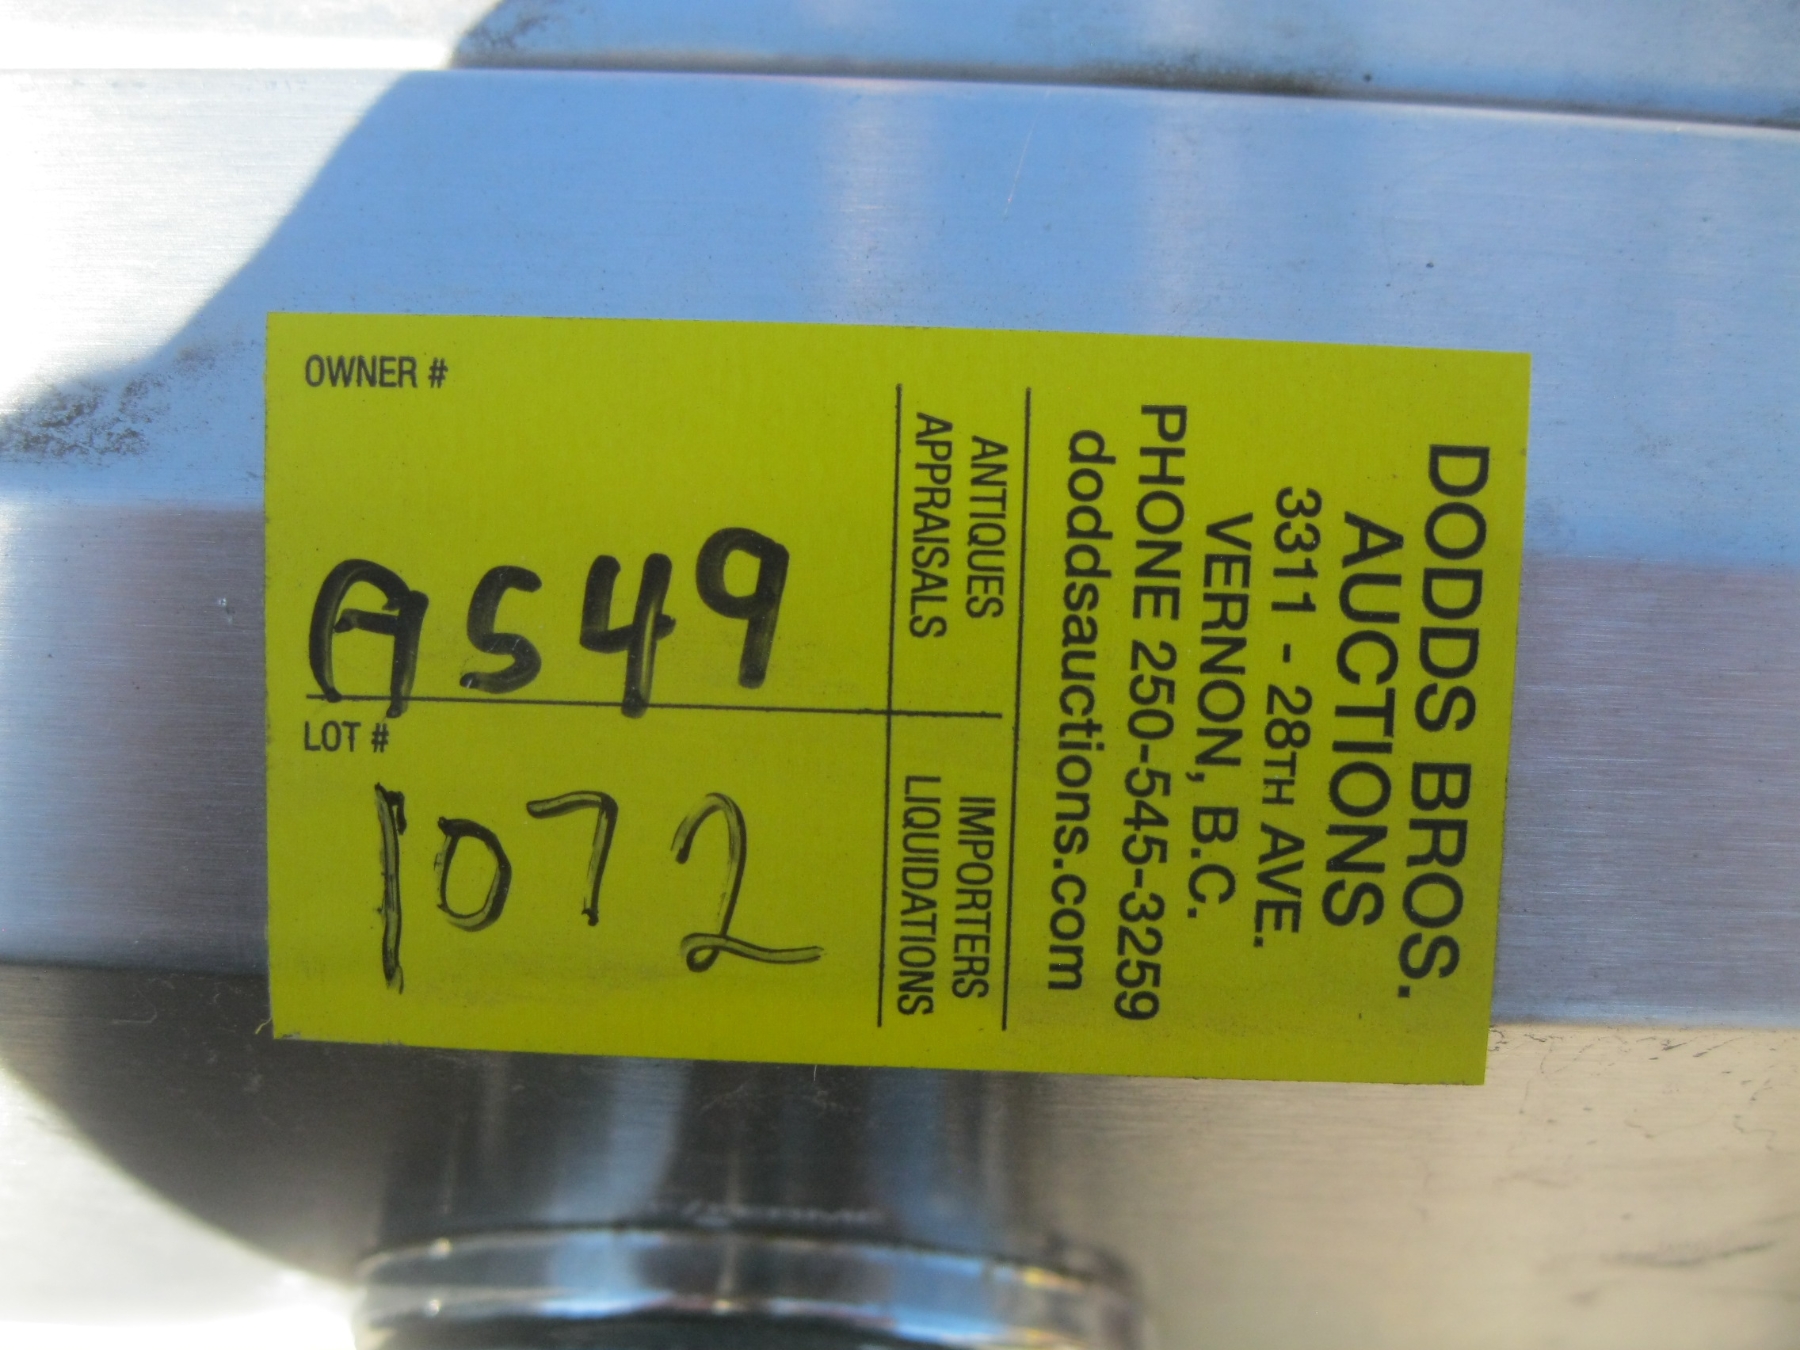 DODDS BROS.
AUCTIONS
3311 - 28TH AVE.
VERNON, B.C.
PHONE 250-545-3259
doddsauctions.com
ANTIQUES
APPRAISALS
IMPORTERS
LIQUIDATIONS
OWNER #
A549
LOT #
1072